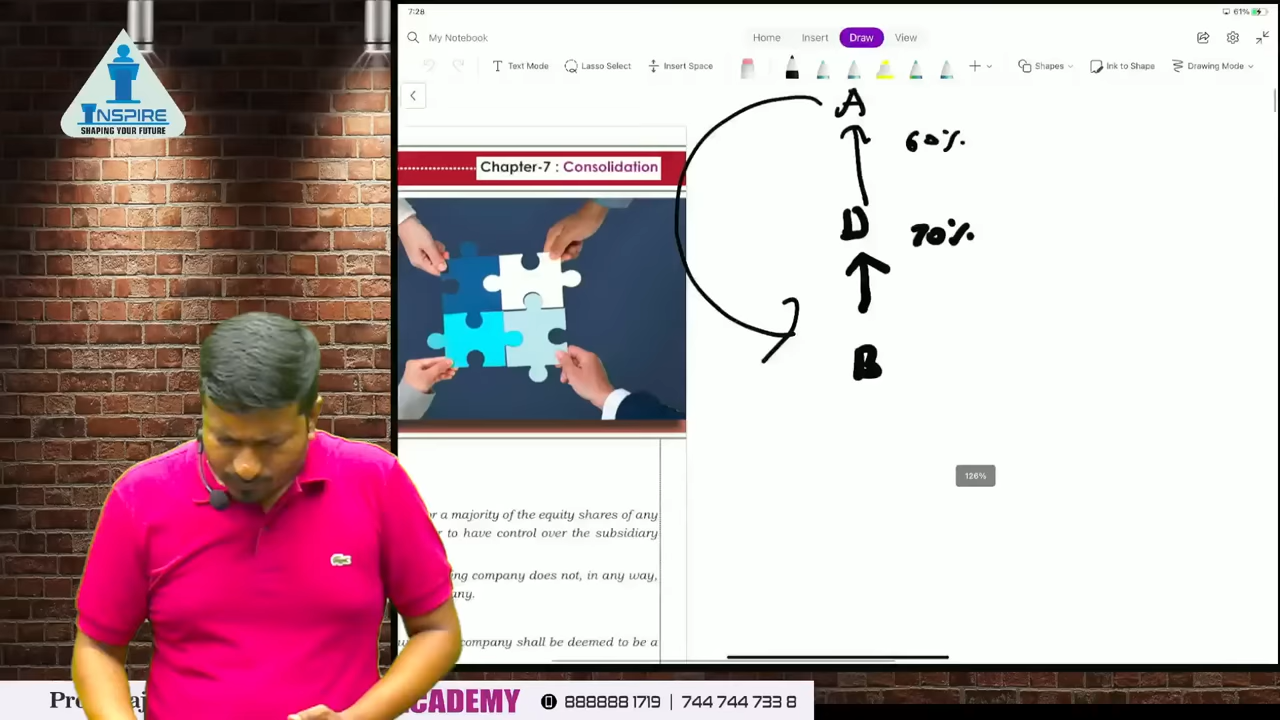 7:28
61%
INSPIRE
SHAPING YOUR FUTURE
My Notebook
Home Insert Draw View
Text Mode Lasso Select Insert Space Shapes Ink to Shape Drawing Mode
A
60%
Chapter-7 : Consolidation
D 70%
B
126%
or a majority of the equity shares of any
to have control over the subsidiary
company does not, in any way,
any.
company shall be deemed to be a
ACADEMY 888888 1719 | 744 744 733 8